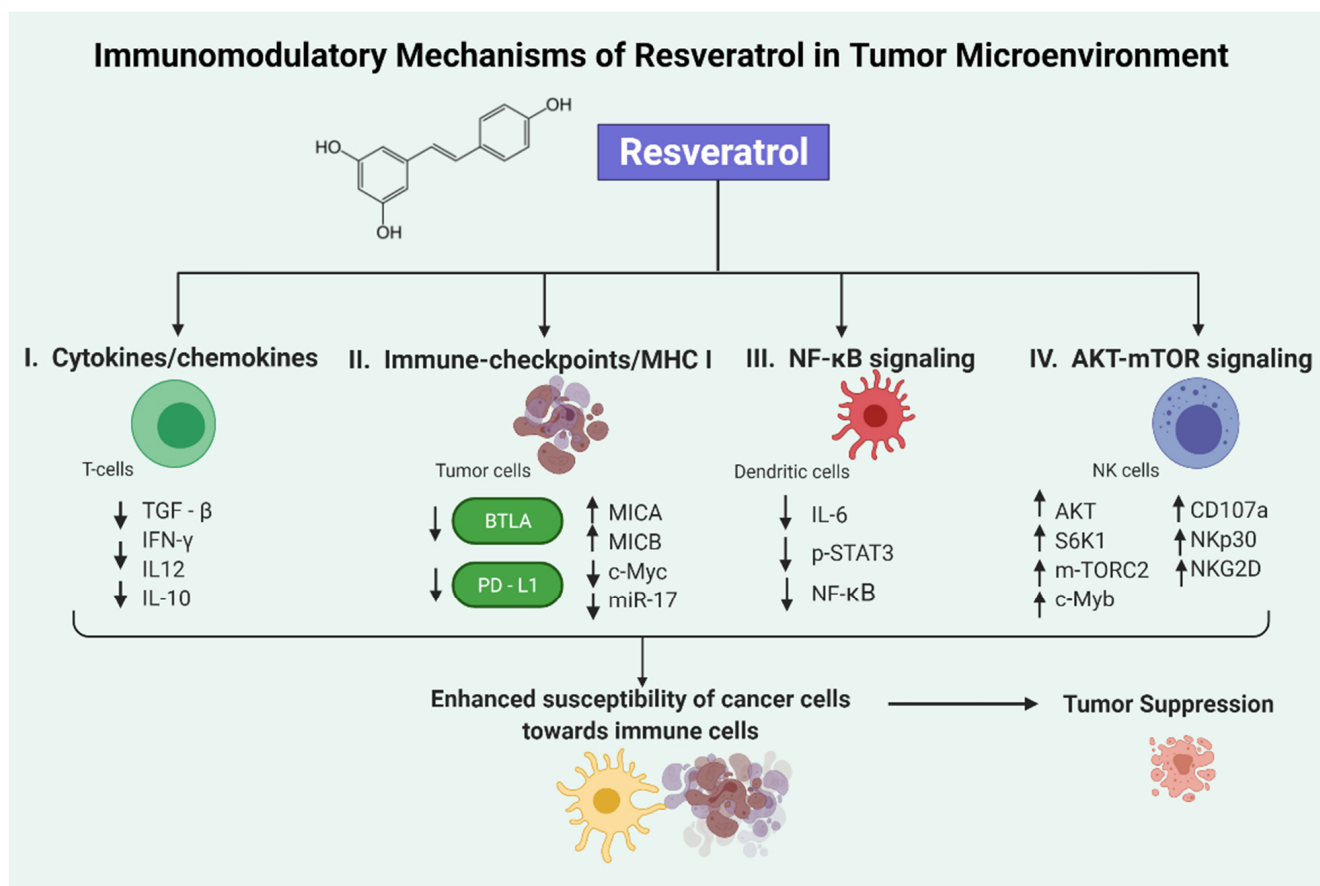 Immunomodulatory Mechanisms of Resveratrol in Tumor Microenvironment
OH
HO
OH
Resveratrol
I. Cytokines/chemokines
II. Immune-checkpoints/MHC I
III. NF-κB signaling
IV. AKT-mTOR signaling
T-cells
Tumor cells
Dendritic cells
NK cells
↓ TGF - β
↓ IFN-γ
↓ IL12
↓ IL-10
↓ BTLA
↓ PD - L1
↑ MICA
↑ MICB
↓ c-Myc
↓ miR-17
↓ IL-6
↓ p-STAT3
↓ NF-κB
↑ AKT
↑ S6K1
↑ m-TORC2
↑ c-Myb
↑ CD107a
↑ NKp30
↑ NKG2D
Enhanced susceptibility of cancer cells
towards immune cells
Tumor Suppression